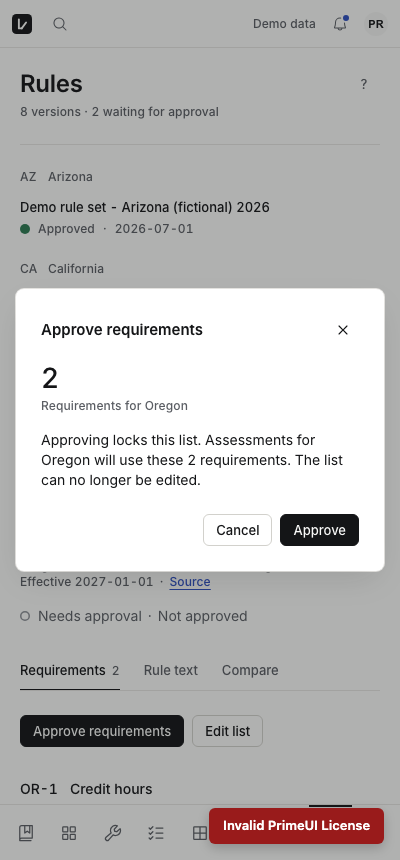 Demo data
PR
Rules
?
8 versions · 2 waiting for approval
AZ Arizona
Demo rule set - Arizona (fictional) 2026
Approved · 2026-07-01
CA California
Approve requirements
2
Requirements for Oregon
Approving locks this list. Assessments for
Oregon will use these 2 requirements. The list
can no longer be edited.
Cancel
Approve
Effective 2027-01-01 · Source
Needs approval · Not approved
Requirements 2
Rule text
Compare
Approve requirements
Edit list
OR-1 Credit hours
Invalid PrimeUI License